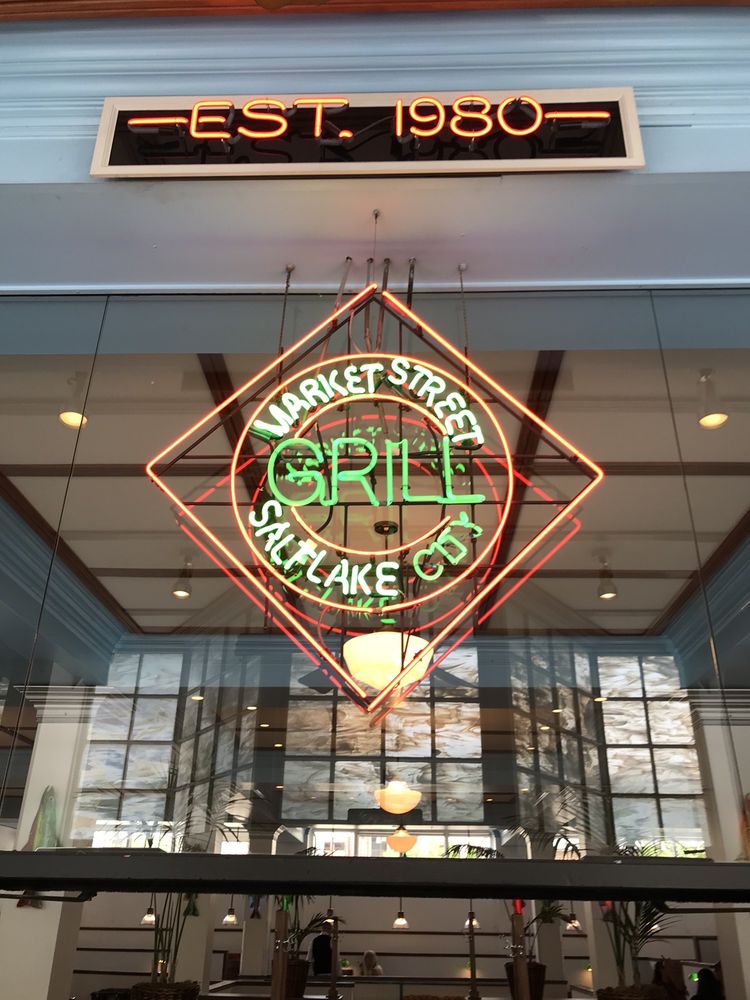 EST. 1980
MARKET STREET
GRILL
SALT LAKE CITY